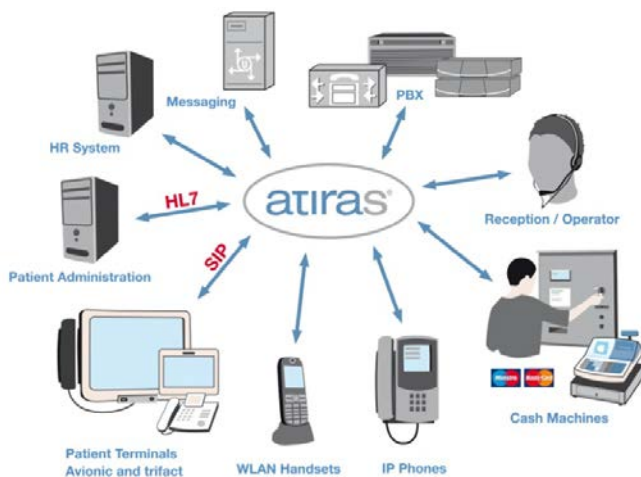 Messaging
PBX
HR System
atiras®
HL7
Reception / Operator
SIP
Patient Administration
Maestro
Cash Machines
Patient Terminals
Avionic and trifact
WLAN Handsets
IP Phones